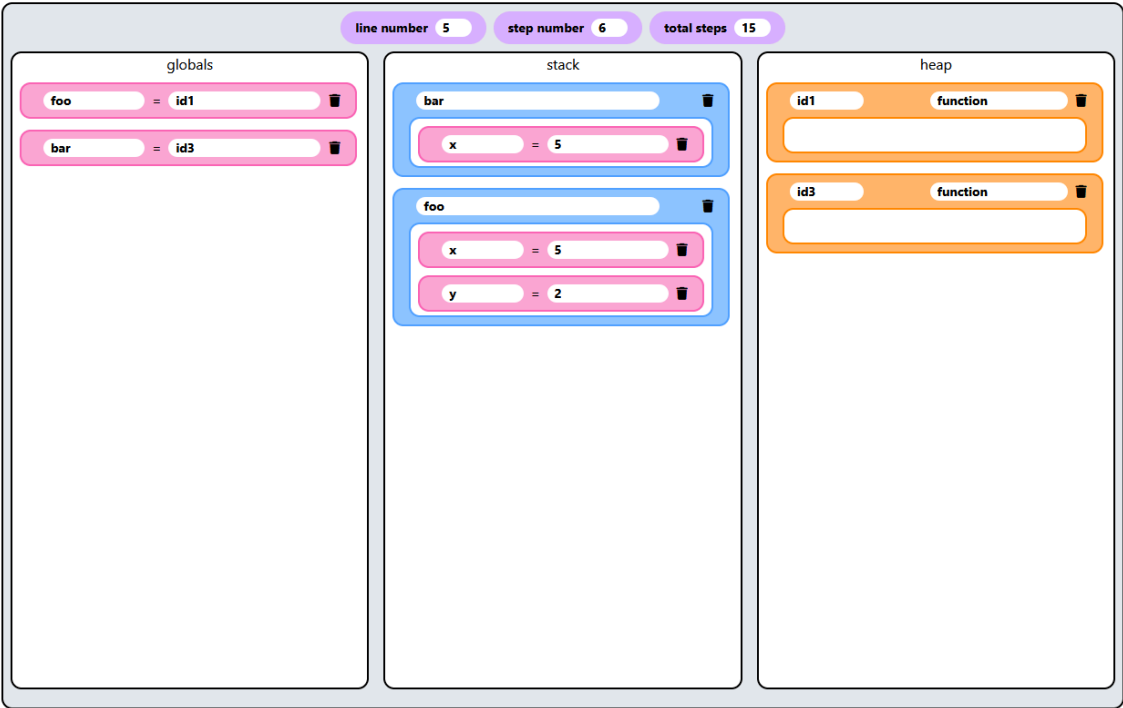 line number 5 step number 6 total steps 15
globals
foo = id1
bar = id3
stack
bar
x = 5
foo
x = 5
y = 2
heap
id1 function
id3 function